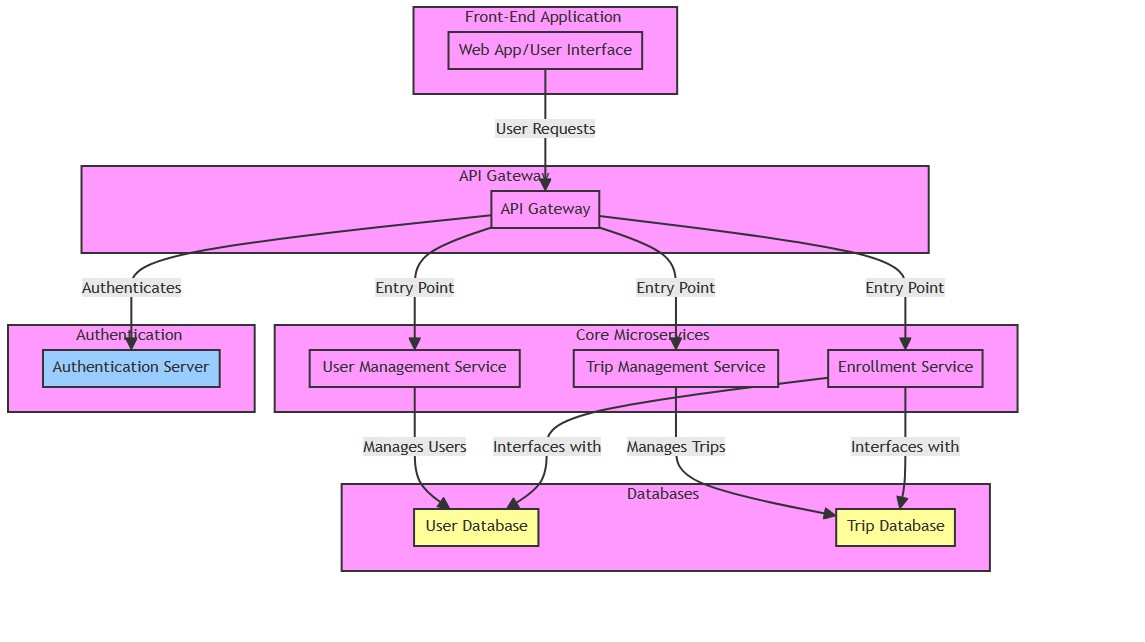 Front-End Application
Web App/User Interface
User Requests
API Gateway
API Gateway
Authenticates
Entry Point
Entry Point
Entry Point
Authentication
Core Microservices
Authentication Server
User Management Service
Trip Management Service
Enrollment Service
Manages Users
Interfaces with
Manages Trips
Interfaces with
Databases
User Database
Trip Database